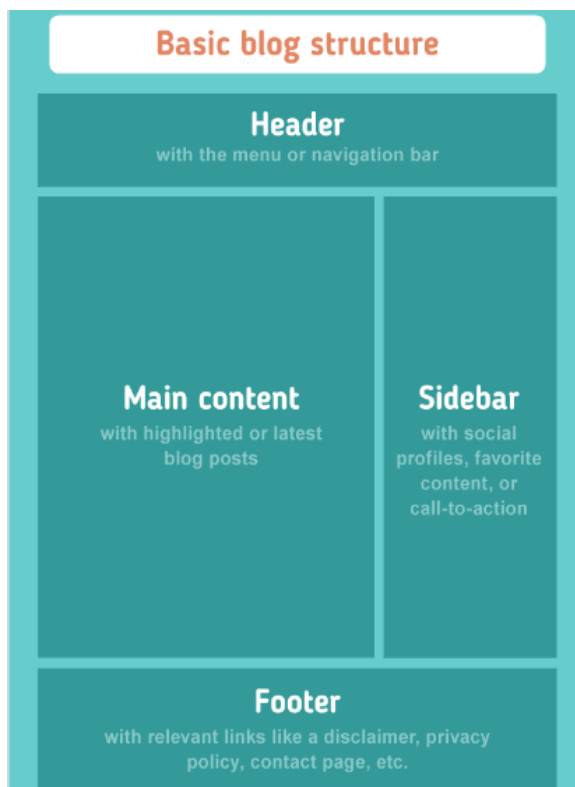 Basic blog structure
Header
with the menu or navigation bar
Main content
with highlighted or latest
blog posts
Sidebar
with social
profiles, favorite
content, or
call-to-action
Footer
with relevant links like a disclaimer, privacy
policy, contact page, etc.